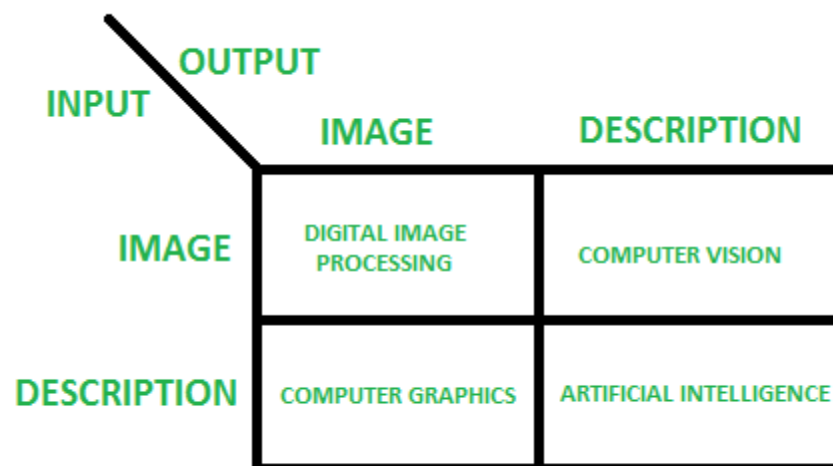 OUTPUT
INPUT
IMAGE
DESCRIPTION
IMAGE
DIGITAL IMAGE
PROCESSING
COMPUTER VISION
DESCRIPTION
COMPUTER GRAPHICS
ARTIFICIAL INTELLIGENCE